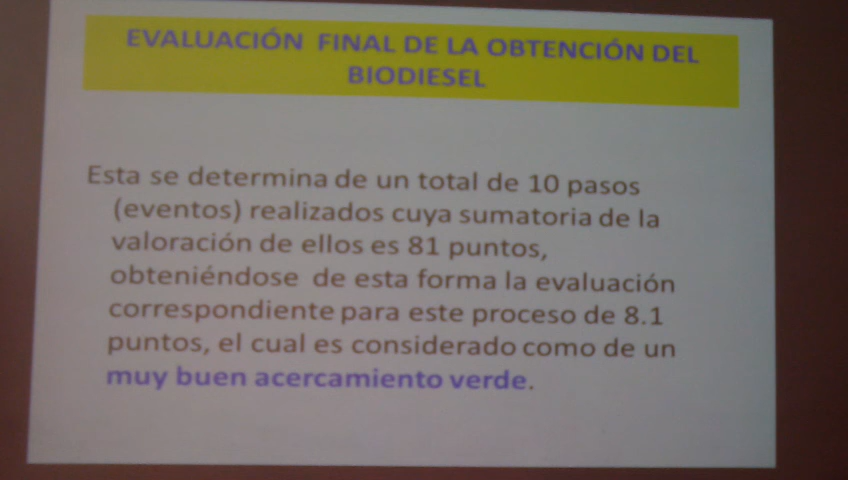 EVALUACIÓN FINAL DE LA OBTENCIÓN DEL
BIODIESEL
Esta se determina de un total de 10 pasos
(eventos) realizados cuya sumatoria de la
valoración de ellos es 81 puntos,
obteniéndose de esta forma la evaluación
correspondiente para este proceso de 8.1
puntos, el cual es considerado como de un
muy buen acercamiento verde.